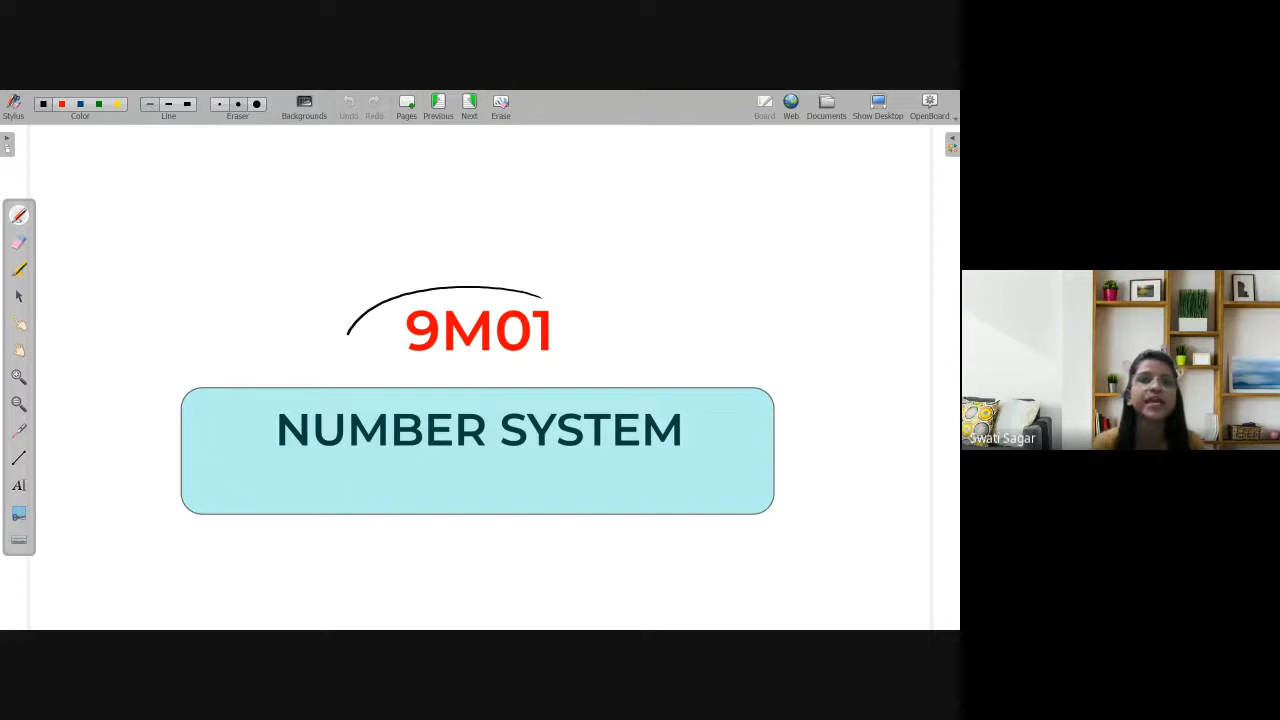 Stylus Color Line Eraser Backgrounds Undo Redo Pages Previous Next Erase Board Web Documents Show Desktop OpenBoard
9M01
NUMBER SYSTEM
AI
Swati Sagar